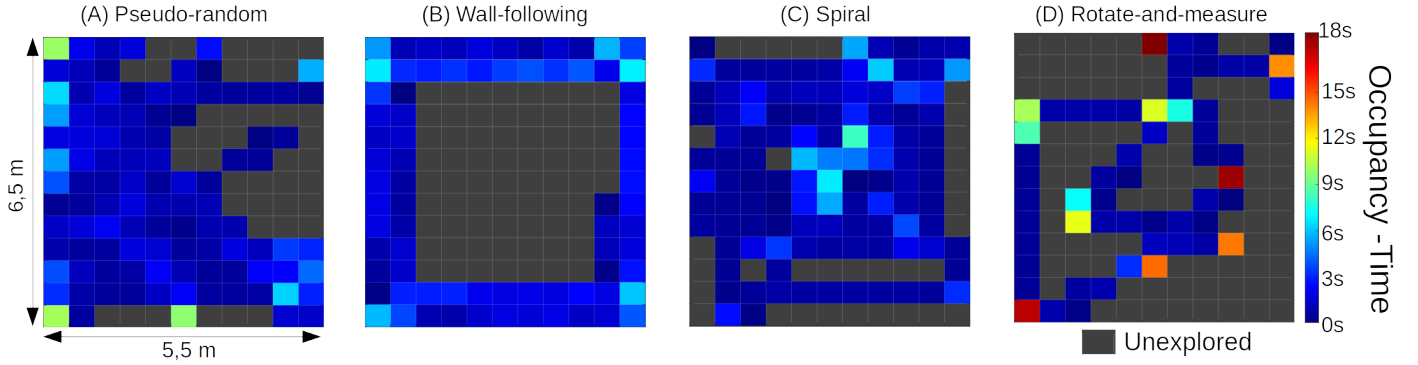 (A) Pseudo-random
(B) Wall-following
(C) Spiral
(D) Rotate-and-measure
6,5 m
5,5 m
18s
15s
12s
9s
6s
3s
0s
Occupancy -Time
Unexplored